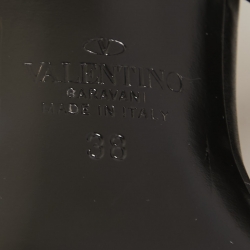 VALENTINO
GARAVANI
MADE IN ITALY
38